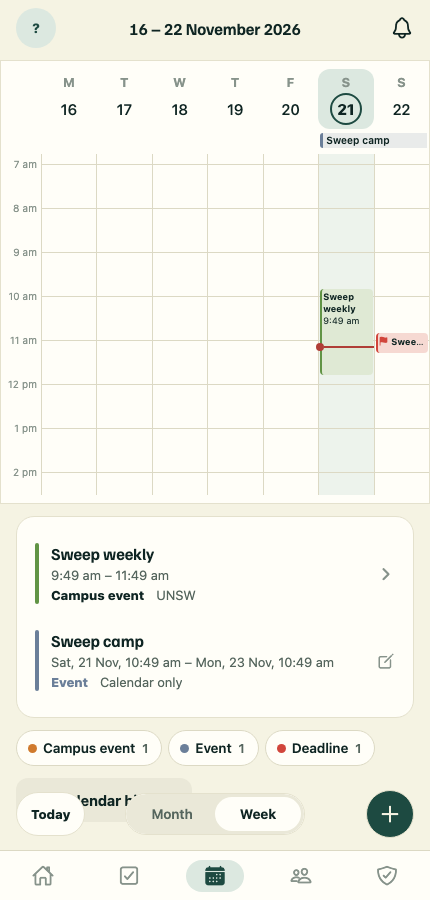 ?
16 – 22 November 2026
M T W T F S S
16 17 18 19 20 21 22
Sweep camp
7 am
8 am
9 am
10 am
Sweep
weekly
9:49 am
11 am
Swee...
12 pm
1 pm
2 pm
Sweep weekly
9:49 am – 11:49 am
Campus event UNSW
Sweep camp
Sat, 21 Nov, 10:49 am – Mon, 23 Nov, 10:49 am
Event Calendar only
Campus event 1
Event 1
Deadline 1
Today
Month
Week